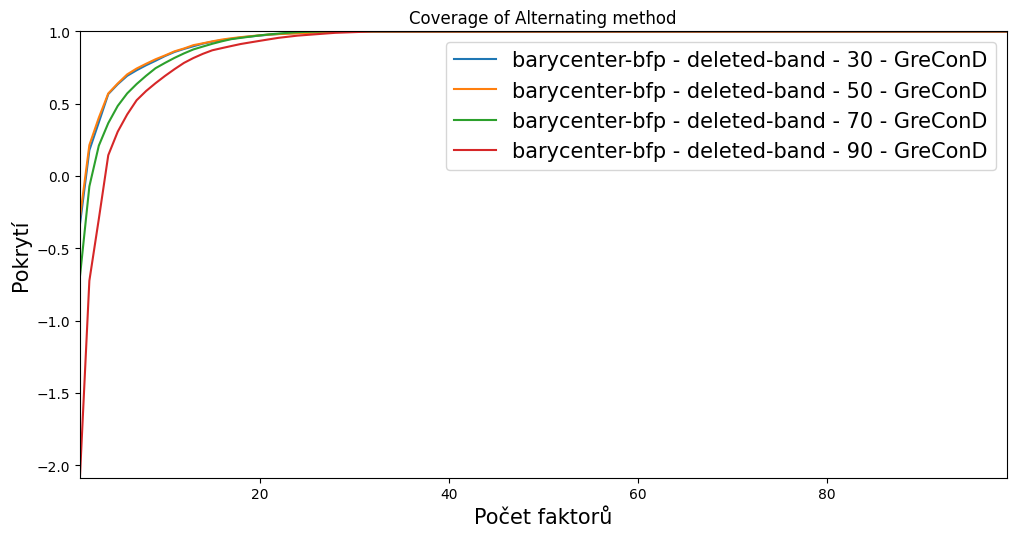 Coverage of Alternating method
1.0
0.5
0.0
−0.5
−1.0
−1.5
−2.0
Pokrytí
barycenter-bfp - deleted-band - 30 - GreConD
barycenter-bfp - deleted-band - 50 - GreConD
barycenter-bfp - deleted-band - 70 - GreConD
barycenter-bfp - deleted-band - 90 - GreConD
20
40
60
80
Počet faktorů